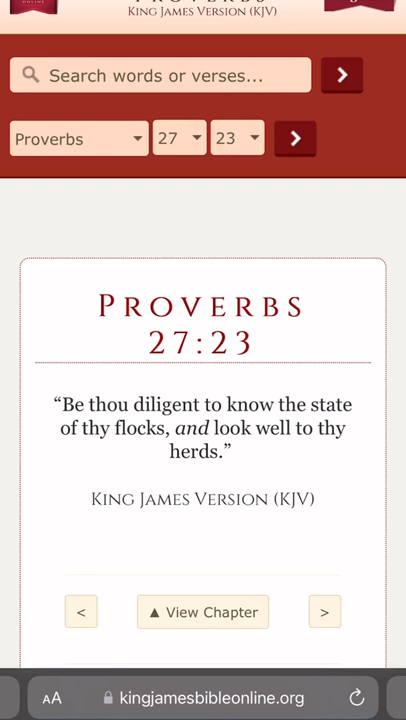 ONLINE
PROVERBS
KING JAMES VERSION (KJV)
Search words or verses...
Proverbs 27 23
PROVERBS
27:23
“Be thou diligent to know the state
of thy flocks, and look well to thy
herds.”
KING JAMES VERSION (KJV)
< ▲ View Chapter >
AA kingjamesbibleonline.org